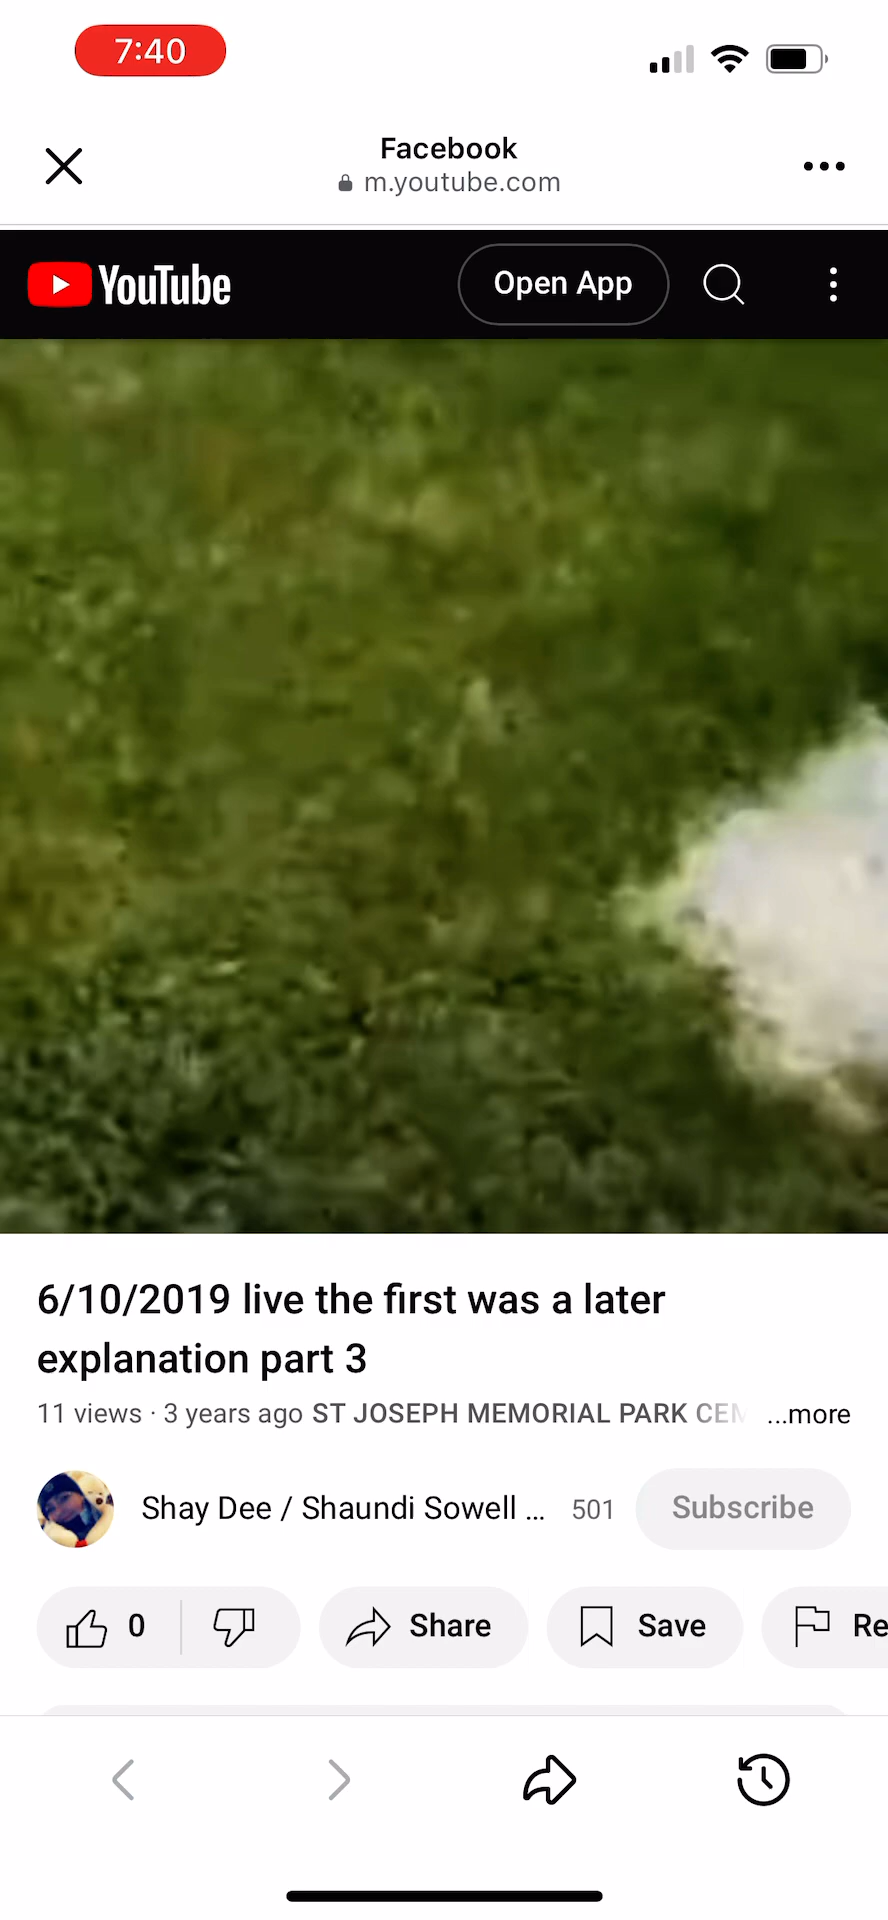 7:40
Facebook
m.youtube.com
YouTube
Open App
6/10/2019 live the first was a later
explanation part 3
11 views · 3 years ago ST JOSEPH MEMORIAL PARK CEM ...more
Shay Dee / Shaundi Sowell ... 501 Subscribe
0 Share Save Re